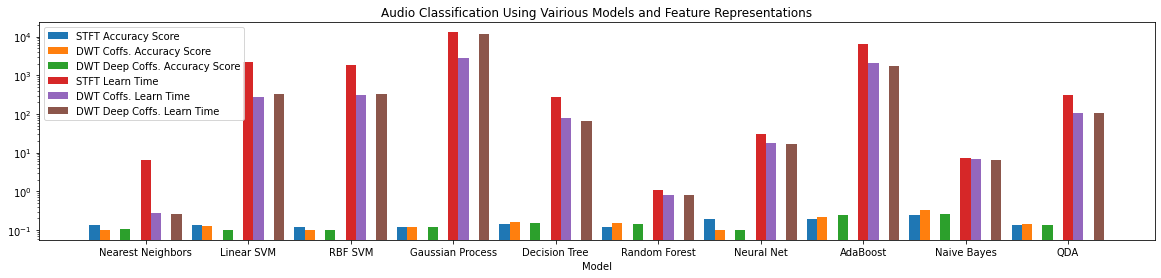 Audio Classification Using Vairious Models and Feature Representations
STFT Accuracy Score
DWT Coffs. Accuracy Score
DWT Deep Coffs. Accuracy Score
STFT Learn Time
DWT Coffs. Learn Time
DWT Deep Coffs. Learn Time
10⁴
10³
10²
10¹
10⁰
10⁻¹
Nearest Neighbors Linear SVM RBF SVM Gaussian Process Decision Tree Random Forest Neural Net AdaBoost Naive Bayes QDA
Model